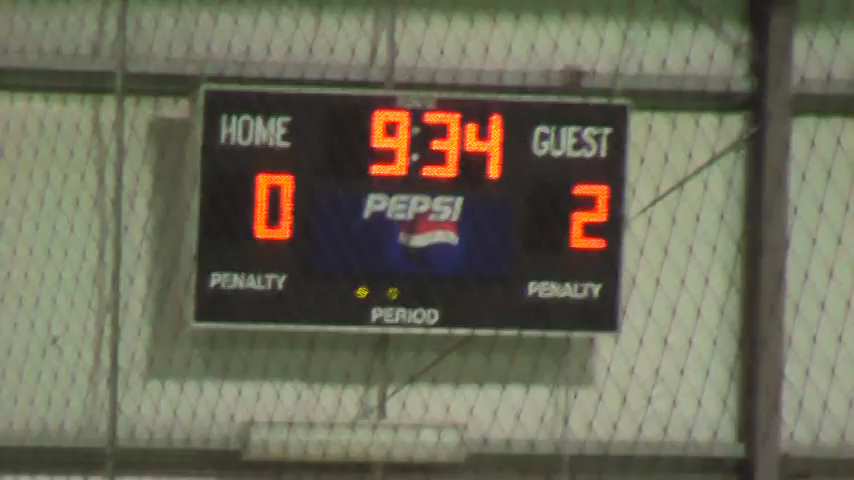 HOME 9:34 GUEST
0 2
PEPSI
PENALTY PENALTY
PERIOD